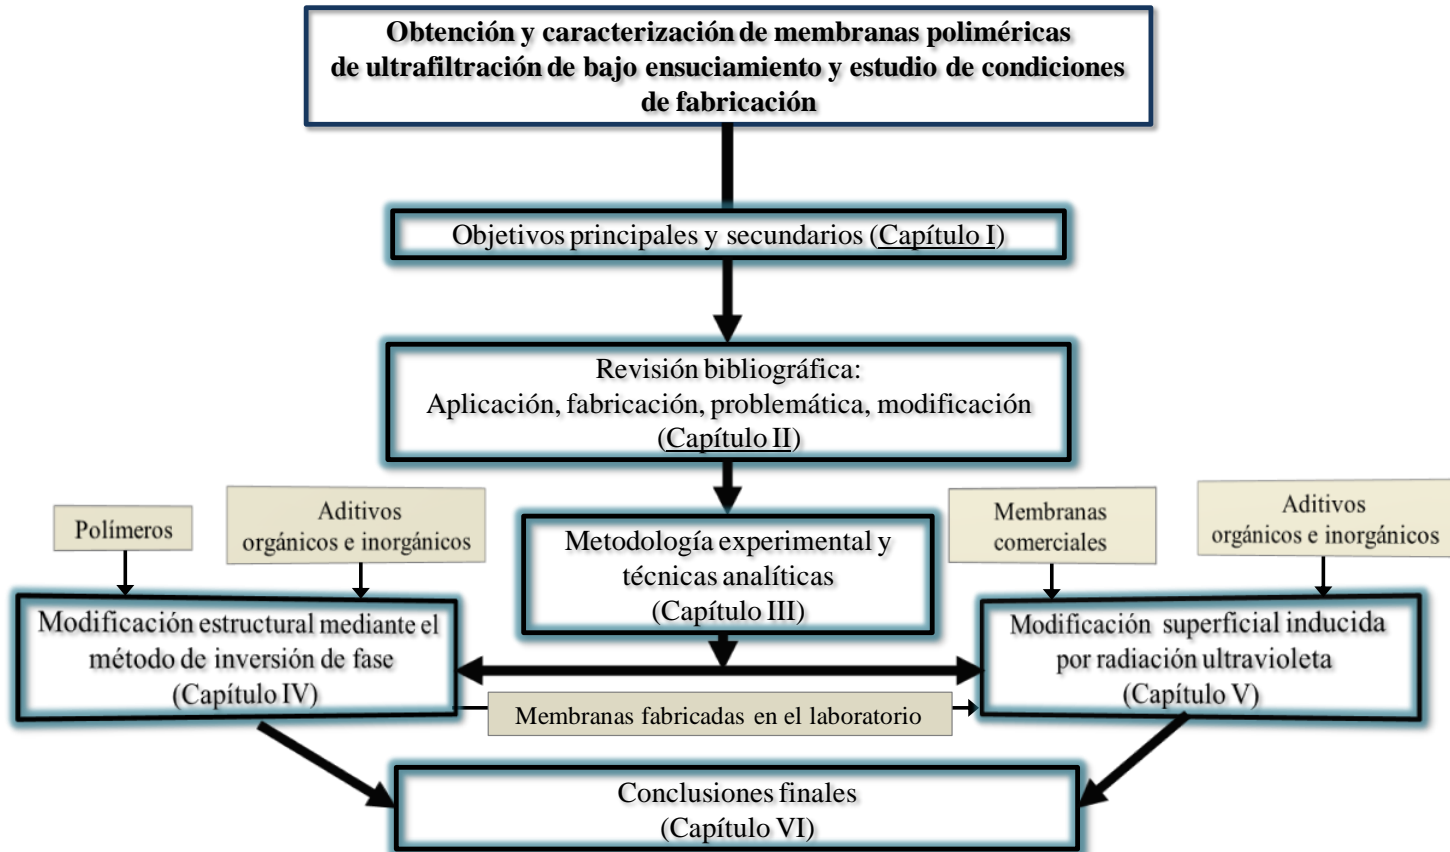 Obtención y caracterización de membranas poliméricas
de ultrafiltración de bajo ensuciamiento y estudio de condiciones
de fabricación
Objetivos principales y secundarios (Capítulo I)
Revisión bibliográfica:
Aplicación, fabricación, problemática, modificación
(Capítulo II)
Polímeros
Aditivos
orgánicos e inorgánicos
Metodología experimental y
técnicas analíticas
(Capítulo III)
Membranas
comerciales
Aditivos
orgánicos e inorgánicos
Modificación estructural mediante el
método de inversión de fase
(Capítulo IV)
Modificación superficial inducida
por radiación ultravioleta
(Capítulo V)
Membranas fabricadas en el laboratorio
Conclusiones finales
(Capítulo VI)